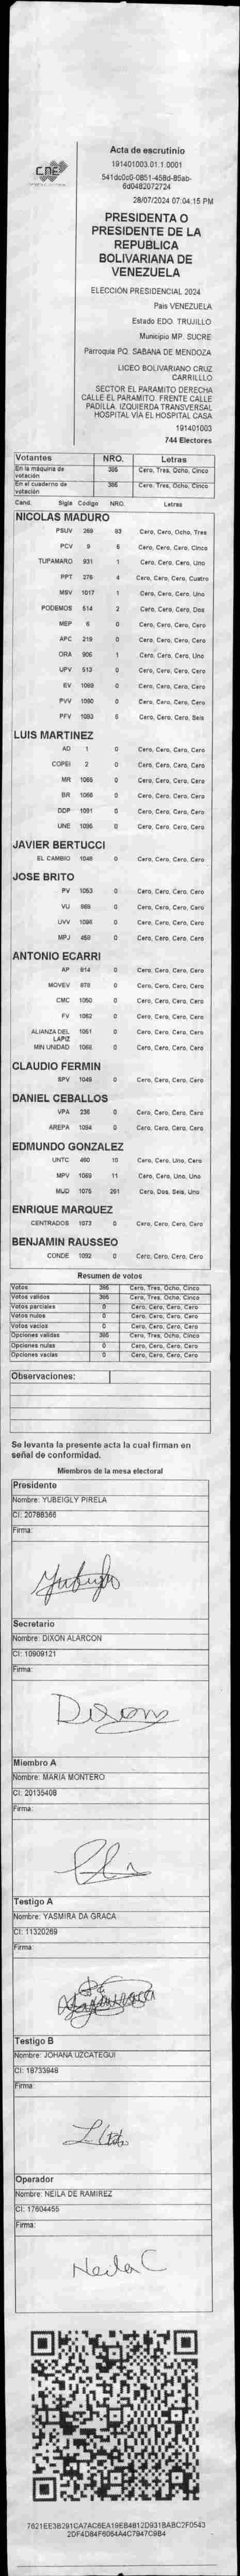 CNE
Acta de escrutinio
191401003.01.1.0001
541dc0c0-0851-458d-85ab-
6d0482072724
28/07/2024 07:04:15 PM
PRESIDENTA O
PRESIDENTE DE LA
REPUBLICA
BOLIVARIANA DE
VENEZUELA
ELECCIÓN PRESIDENCIAL 2024
Pais VENEZUELA
Estado EDO. TRUJILLO
Municipio MP. SUCRE
Parroquia PQ. SABANA DE MENDOZA
LICEO BOLIVARIANO CRUZ
CARRILLLO
SECTOR EL PARAMITO DERECHA
CALLE EL PARAMITO. FRENTE CALLE
PADILLA. IZQUIERDA TRANSVERSAL
HOSPITAL VÍA EL HOSPITAL CASA
191401003
744 Electores
Votantes NRO. Letras
En la máquina de votación 385 Cero, Tres, Ocho, Cinco
En el cuaderno de votación 385 Cero, Tres, Ocho, Cinco
Cand. Sigla Código NRO. Letras
NICOLAS MADURO
PSUV 269 83 Cero, Cero, Ocho, Tres
PCV 9 5 Cero, Cero, Cero, Cinco
TUPAMARO 931 1 Cero, Cero, Cero, Uno
PPT 276 4 Cero, Cero, Cero, Cuatro
MSV 1017 1 Cero, Cero, Cero, Uno
PODEMOS 514 2 Cero, Cero, Cero, Dos
MEP 6 0 Cero, Cero, Cero, Cero
APC 219 0 Cero, Cero, Cero, Cero
ORA 906 1 Cero, Cero, Cero, Uno
UPV 513 0 Cero, Cero, Cero, Cero
EV 1069 0 Cero, Cero, Cero, Cero
PVV 1090 0 Cero, Cero, Cero, Cero
PFV 1093 6 Cero, Cero, Cero, Seis
LUIS MARTINEZ
AD 1 0 Cero, Cero, Cero, Cero
COPEI 2 0 Cero, Cero, Cero, Cero
MR 1065 0 Cero, Cero, Cero, Cero
BR 1066 0 Cero, Cero, Cero, Cero
DDP 1091 0 Cero, Cero, Cero, Cero
UNE 1095 0 Cero, Cero, Cero, Cero
JAVIER BERTUCCI
EL CAMBIO 1048 0 Cero, Cero, Cero, Cero
JOSE BRITO
PV 1053 0 Cero, Cero, Cero, Cero
VU 989 0 Cero, Cero, Cero, Cero
UVV 1096 0 Cero, Cero, Cero, Cero
MPJ 459 0 Cero, Cero, Cero, Cero
ANTONIO ECARRI
AP 914 0 Cero, Cero, Cero, Cero
MOVEV 978 0 Cero, Cero, Cero, Cero
CMC 1050 0 Cero, Cero, Cero, Cero
FV 1062 0 Cero, Cero, Cero, Cero
ALIANZA DEL LAPIZ 1061 0 Cero, Cero, Cero, Cero
MIN UNIDAD 1068 0 Cero, Cero, Cero, Cero
CLAUDIO FERMIN
SPV 1049 0 Cero, Cero, Cero, Cero
DANIEL CEBALLOS
VPA 236 0 Cero, Cero, Cero, Cero
AREPA 1094 0 Cero, Cero, Cero, Cero
EDMUNDO GONZALEZ
UNTC 460 10 Cero, Cero, Uno, Cero
MPV 1069 11 Cero, Cero, Uno, Uno
MUD 1075 261 Cero, Dos, Seis, Uno
ENRIQUE MARQUEZ
CENTRADOS 1073 0 Cero, Cero, Cero, Cero
BENJAMIN RAUSSEO
CONDE 1092 0 Cero, Cero, Cero, Cero
Resumen de votos
Votos 385 Cero, Tres, Ocho, Cinco
Votos validos 385 Cero, Tres, Ocho, Cinco
Votos parciales 0 Cero, Cero, Cero, Cero
Votos nulos 0 Cero, Cero, Cero, Cero
Votos vacios 0 Cero, Cero, Cero, Cero
Opciones validas 385 Cero, Tres, Ocho, Cinco
Opciones nulas 0 Cero, Cero, Cero, Cero
Opciones vacias 0 Cero, Cero, Cero, Cero
Observaciones:
Se levanta la presente acta la cual firman en
señal de conformidad.
Miembros de la mesa electoral
Presidente
Nombre: YUBEIGLY PIRELA
CI: 20788366
Firma:
Secretario
Nombre: DIXON ALARCON
CI: 10909121
Firma:
Dixon
Miembro A
Nombre: MARIA MONTERO
CI: 20135408
Firma:
Testigo A
Nombre: YASMIRA DA GRACA
CI: 11320269
Firma:
Testigo B
Nombre: JOHANA UZCATEGUI
CI: 18733948
Firma:
Operador
Nombre: NEILA DE RAMIREZ
CI: 17604455
Firma:
Neila C
7621EE3B291CA7AC6EA19EB4812D931BABC2F0543
2DF4D84F6064A4C7947C9B4